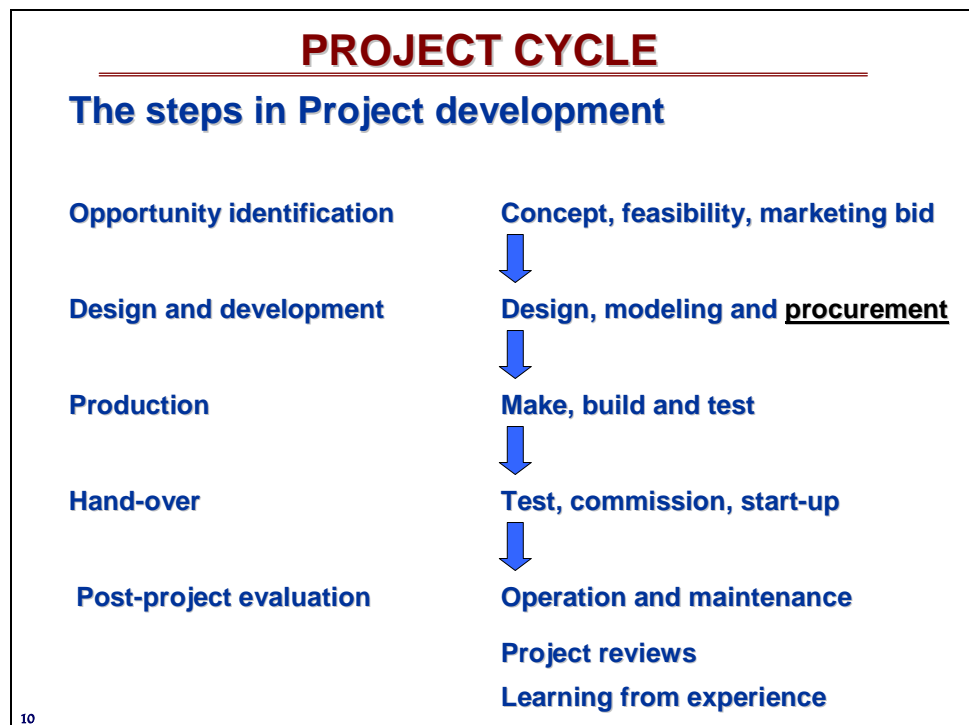 PROJECT CYCLE
The steps in Project development
Opportunity identification Concept, feasibility, marketing bid
Design and development Design, modeling and procurement
Production Make, build and test
Hand-over Test, commission, start-up
Post-project evaluation Operation and maintenance
Project reviews
Learning from experience
10